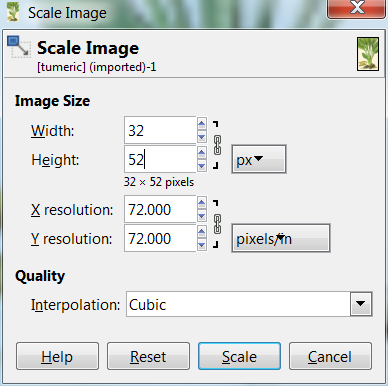 Scale Image
Scale Image
[tumeric] (imported)-1
Image Size
Width: 32
Height: 52 px
32 × 52 pixels
X resolution: 72.000
Y resolution: 72.000 pixels/in
Quality
Interpolation: Cubic
Help Reset Scale Cancel